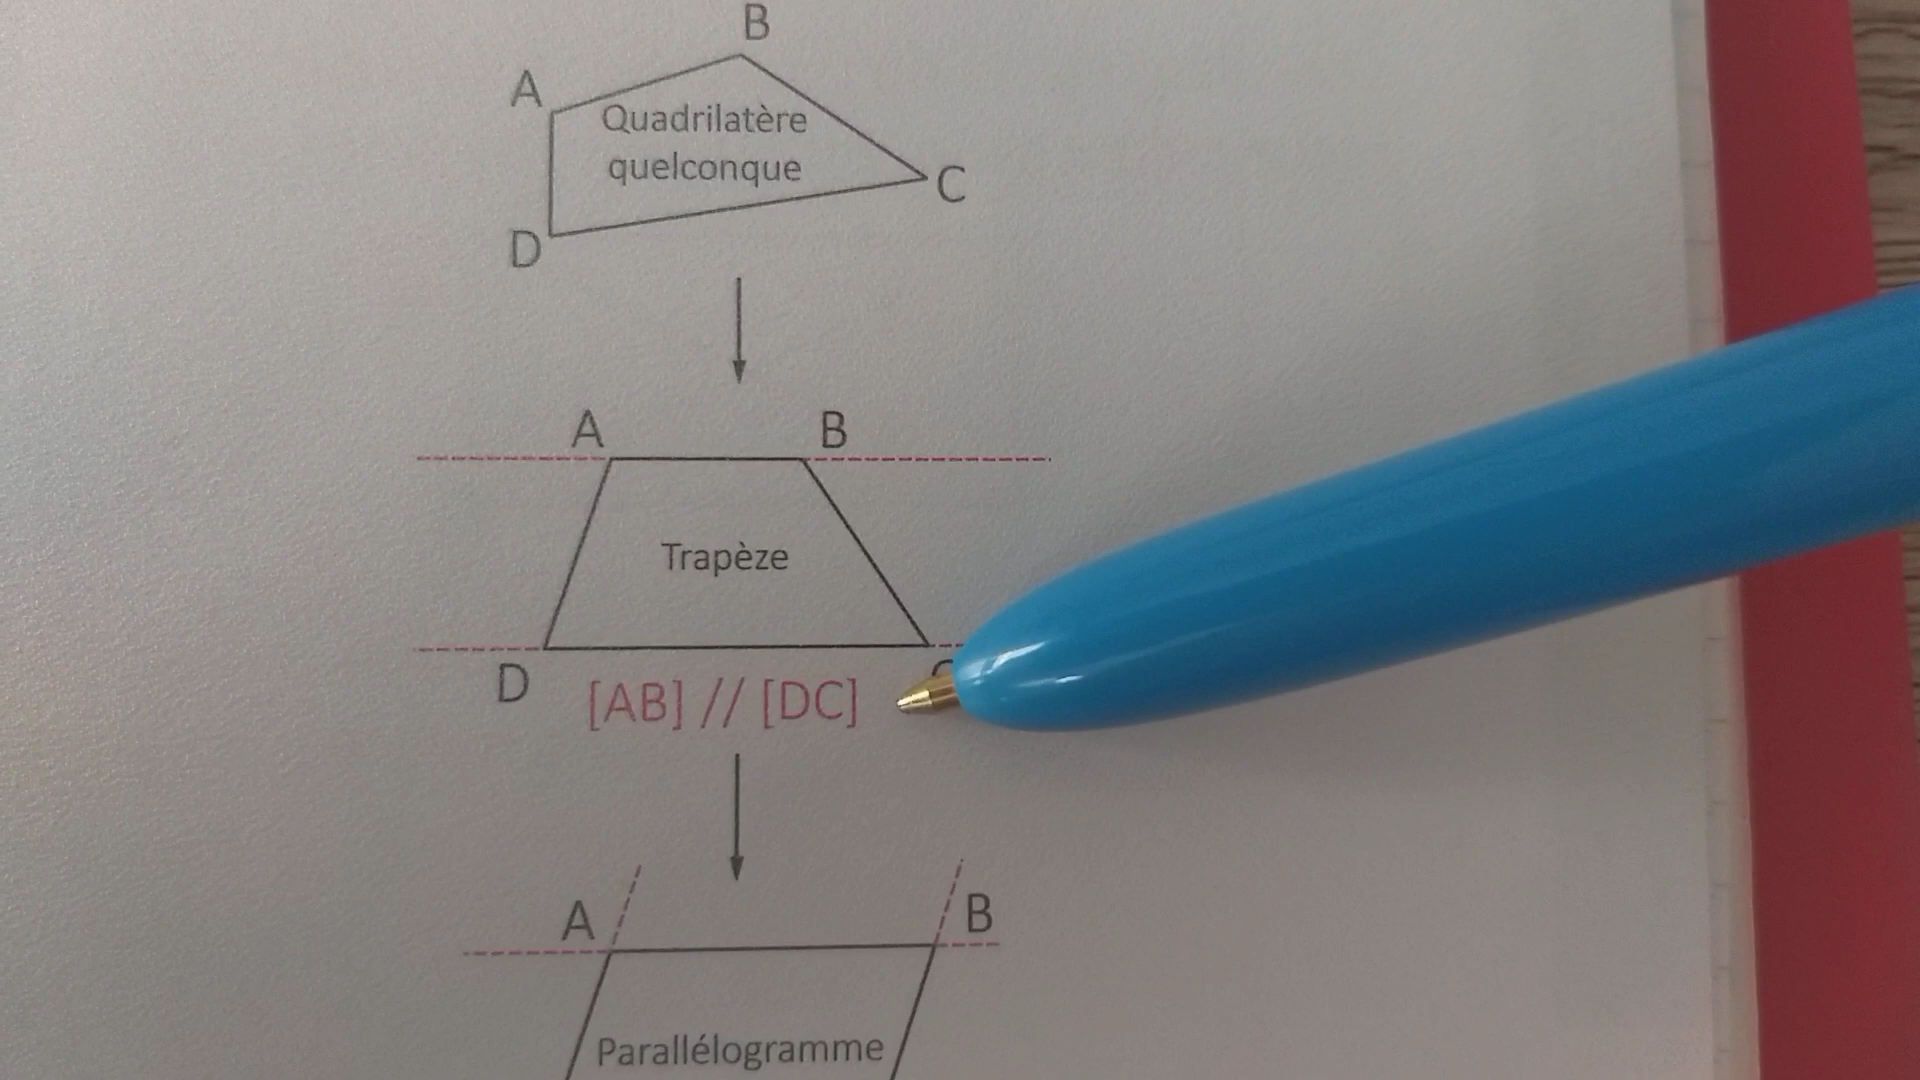 B
A
Quadrilatère
quelconque
C
D
A B
Trapèze
D
[AB] // [DC]
A B
Parallélogramme